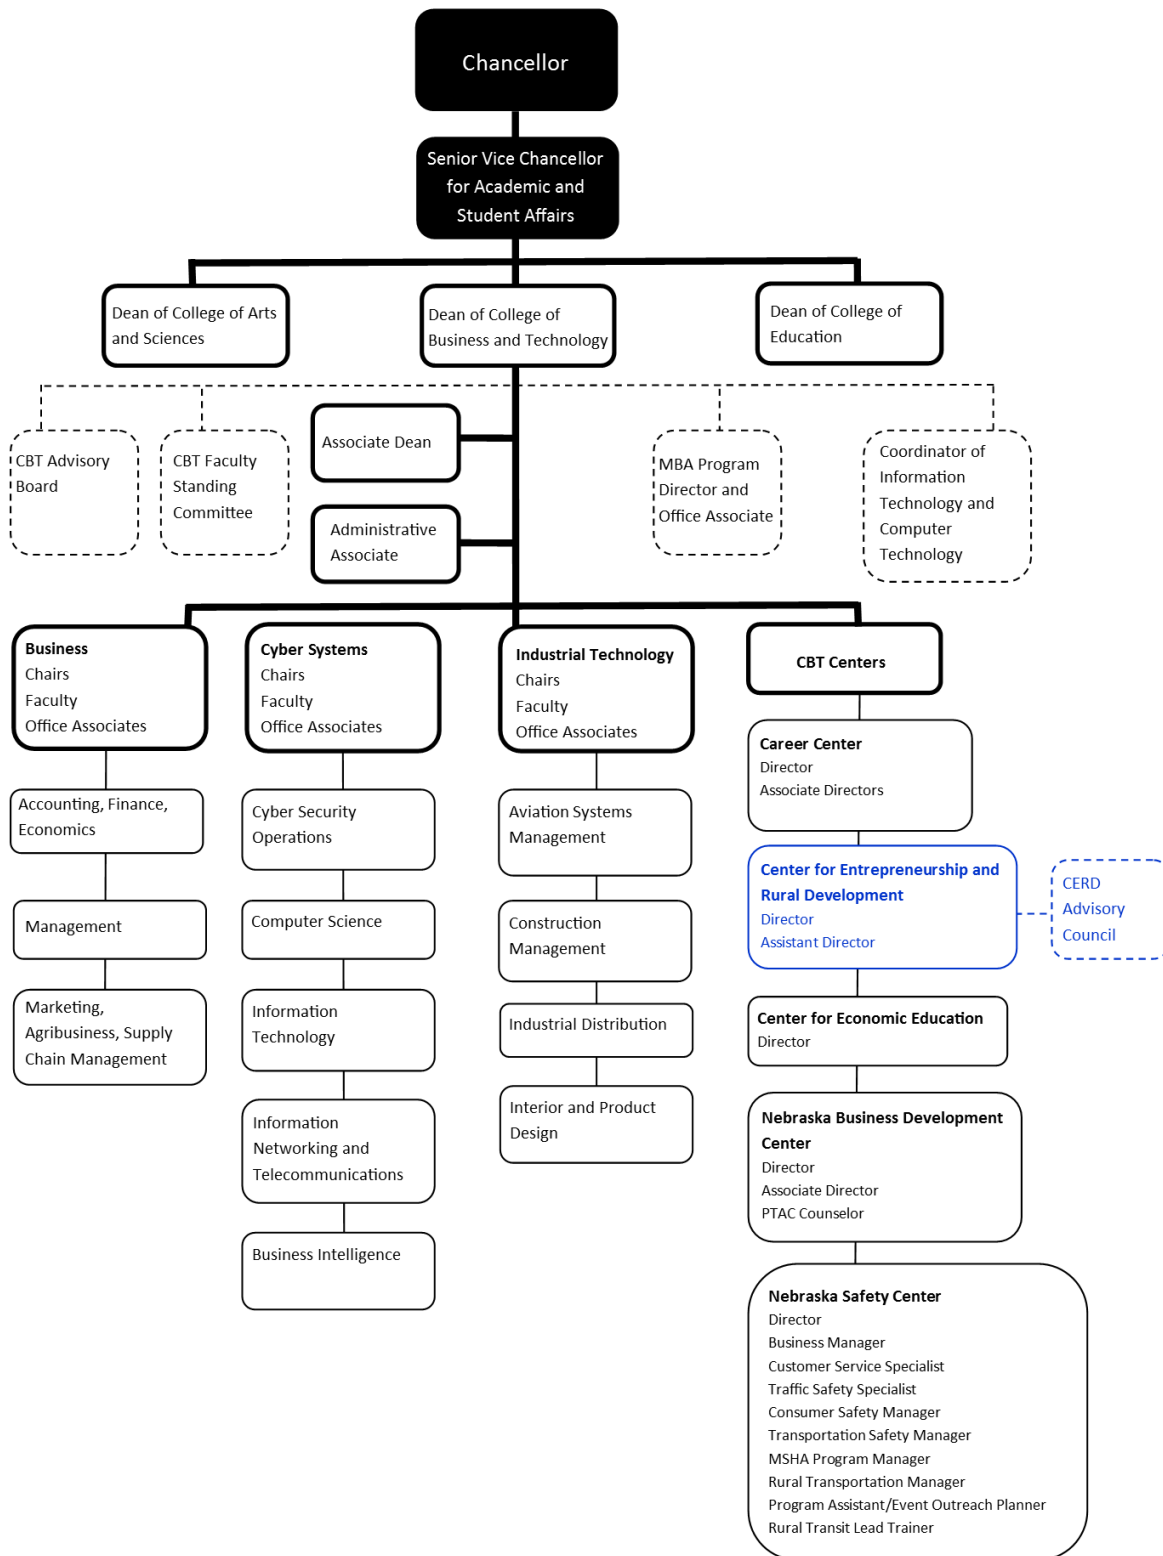 Chancellor
Senior Vice Chancellor
for Academic and
Student Affairs
Dean of College of Arts
and Sciences
Dean of College of
Business and Technology
Dean of College of
Education
CBT Advisory
Board
CBT Faculty
Standing
Committee
Associate Dean
Administrative
Associate
MBA Program
Director and
Office Associate
Coordinator of
Information
Technology and
Computer
Technology
Business
Chairs
Faculty
Office Associates
Accounting, Finance,
Economics
Management
Marketing,
Agribusiness, Supply
Chain Management
Cyber Systems
Chairs
Faculty
Office Associates
Cyber Security
Operations
Computer Science
Information
Technology
Information
Networking and
Telecommunications
Business Intelligence
Industrial Technology
Chairs
Faculty
Office Associates
Aviation Systems
Management
Construction
Management
Industrial Distribution
Interior and Product
Design
CBT Centers
Career Center
Director
Associate Directors
Center for Entrepreneurship and
Rural Development
Director
Assistant Director
CERD
Advisory
Council
Center for Economic Education
Director
Nebraska Business Development
Center
Director
Associate Director
PTAC Counselor
Nebraska Safety Center
Director
Business Manager
Customer Service Specialist
Traffic Safety Specialist
Consumer Safety Manager
Transportation Safety Manager
MSHA Program Manager
Rural Transportation Manager
Program Assistant/Event Outreach Planner
Rural Transit Lead Trainer